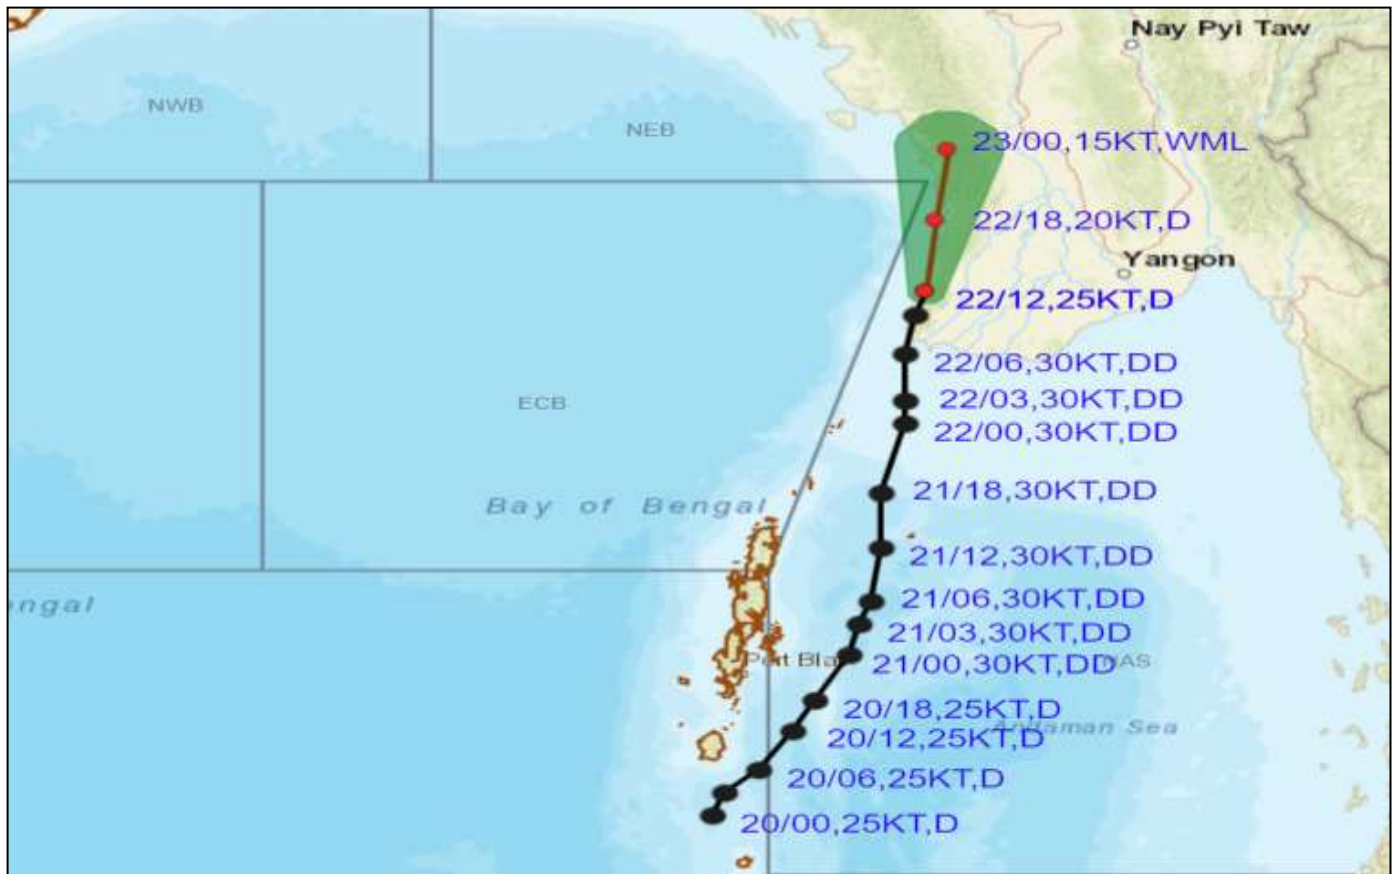 Nay Pyi Taw
NWB
NEB
23/00,15KT,WML
22/18,20KT,D
Yangon
22/12,25KT,D
22/06,30KT,DD
ECB
22/03,30KT,DD
22/00,30KT,DD
21/18,30KT,DD
Bay of Bengal
21/12,30KT,DD
21/06,30KT,DD
ngal
21/03,30KT,DD
Port Bla
21/00,30KT,DD
AS
20/18,25KT,D
Andaman Sea
20/12,25KT,D
20/06,25KT,D
20/00,25KT,D